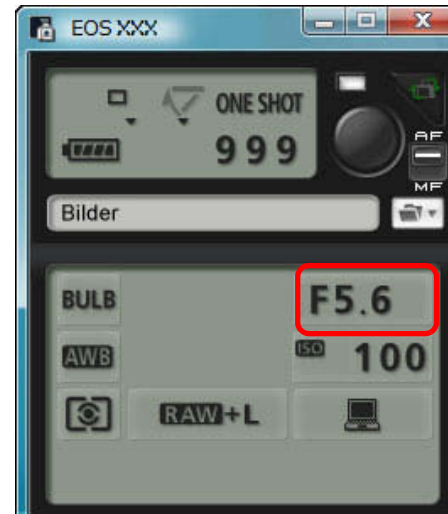 EOS XXX
ONE SHOT
999
AF
MF
Bilder
BULB F5.6
AWB ISO 100
RAW+L